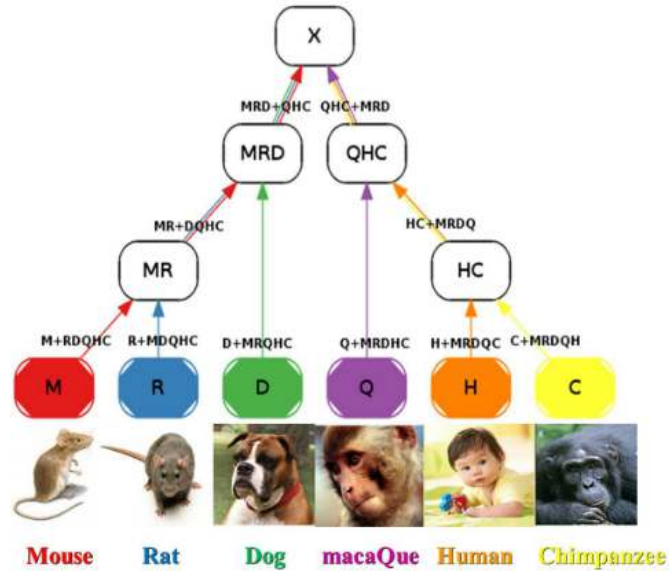 X
MRD+QHC QHC+MRD
MRD QHC
MR+DQHC HC+MRDQ
MR HC
M+RDQHC R+MDQHC D+MRQHC Q+MRDHC H+MRDQC C+MRDQH
M R D Q H C
Mouse Rat Dog macaQue Human Chimpanzee